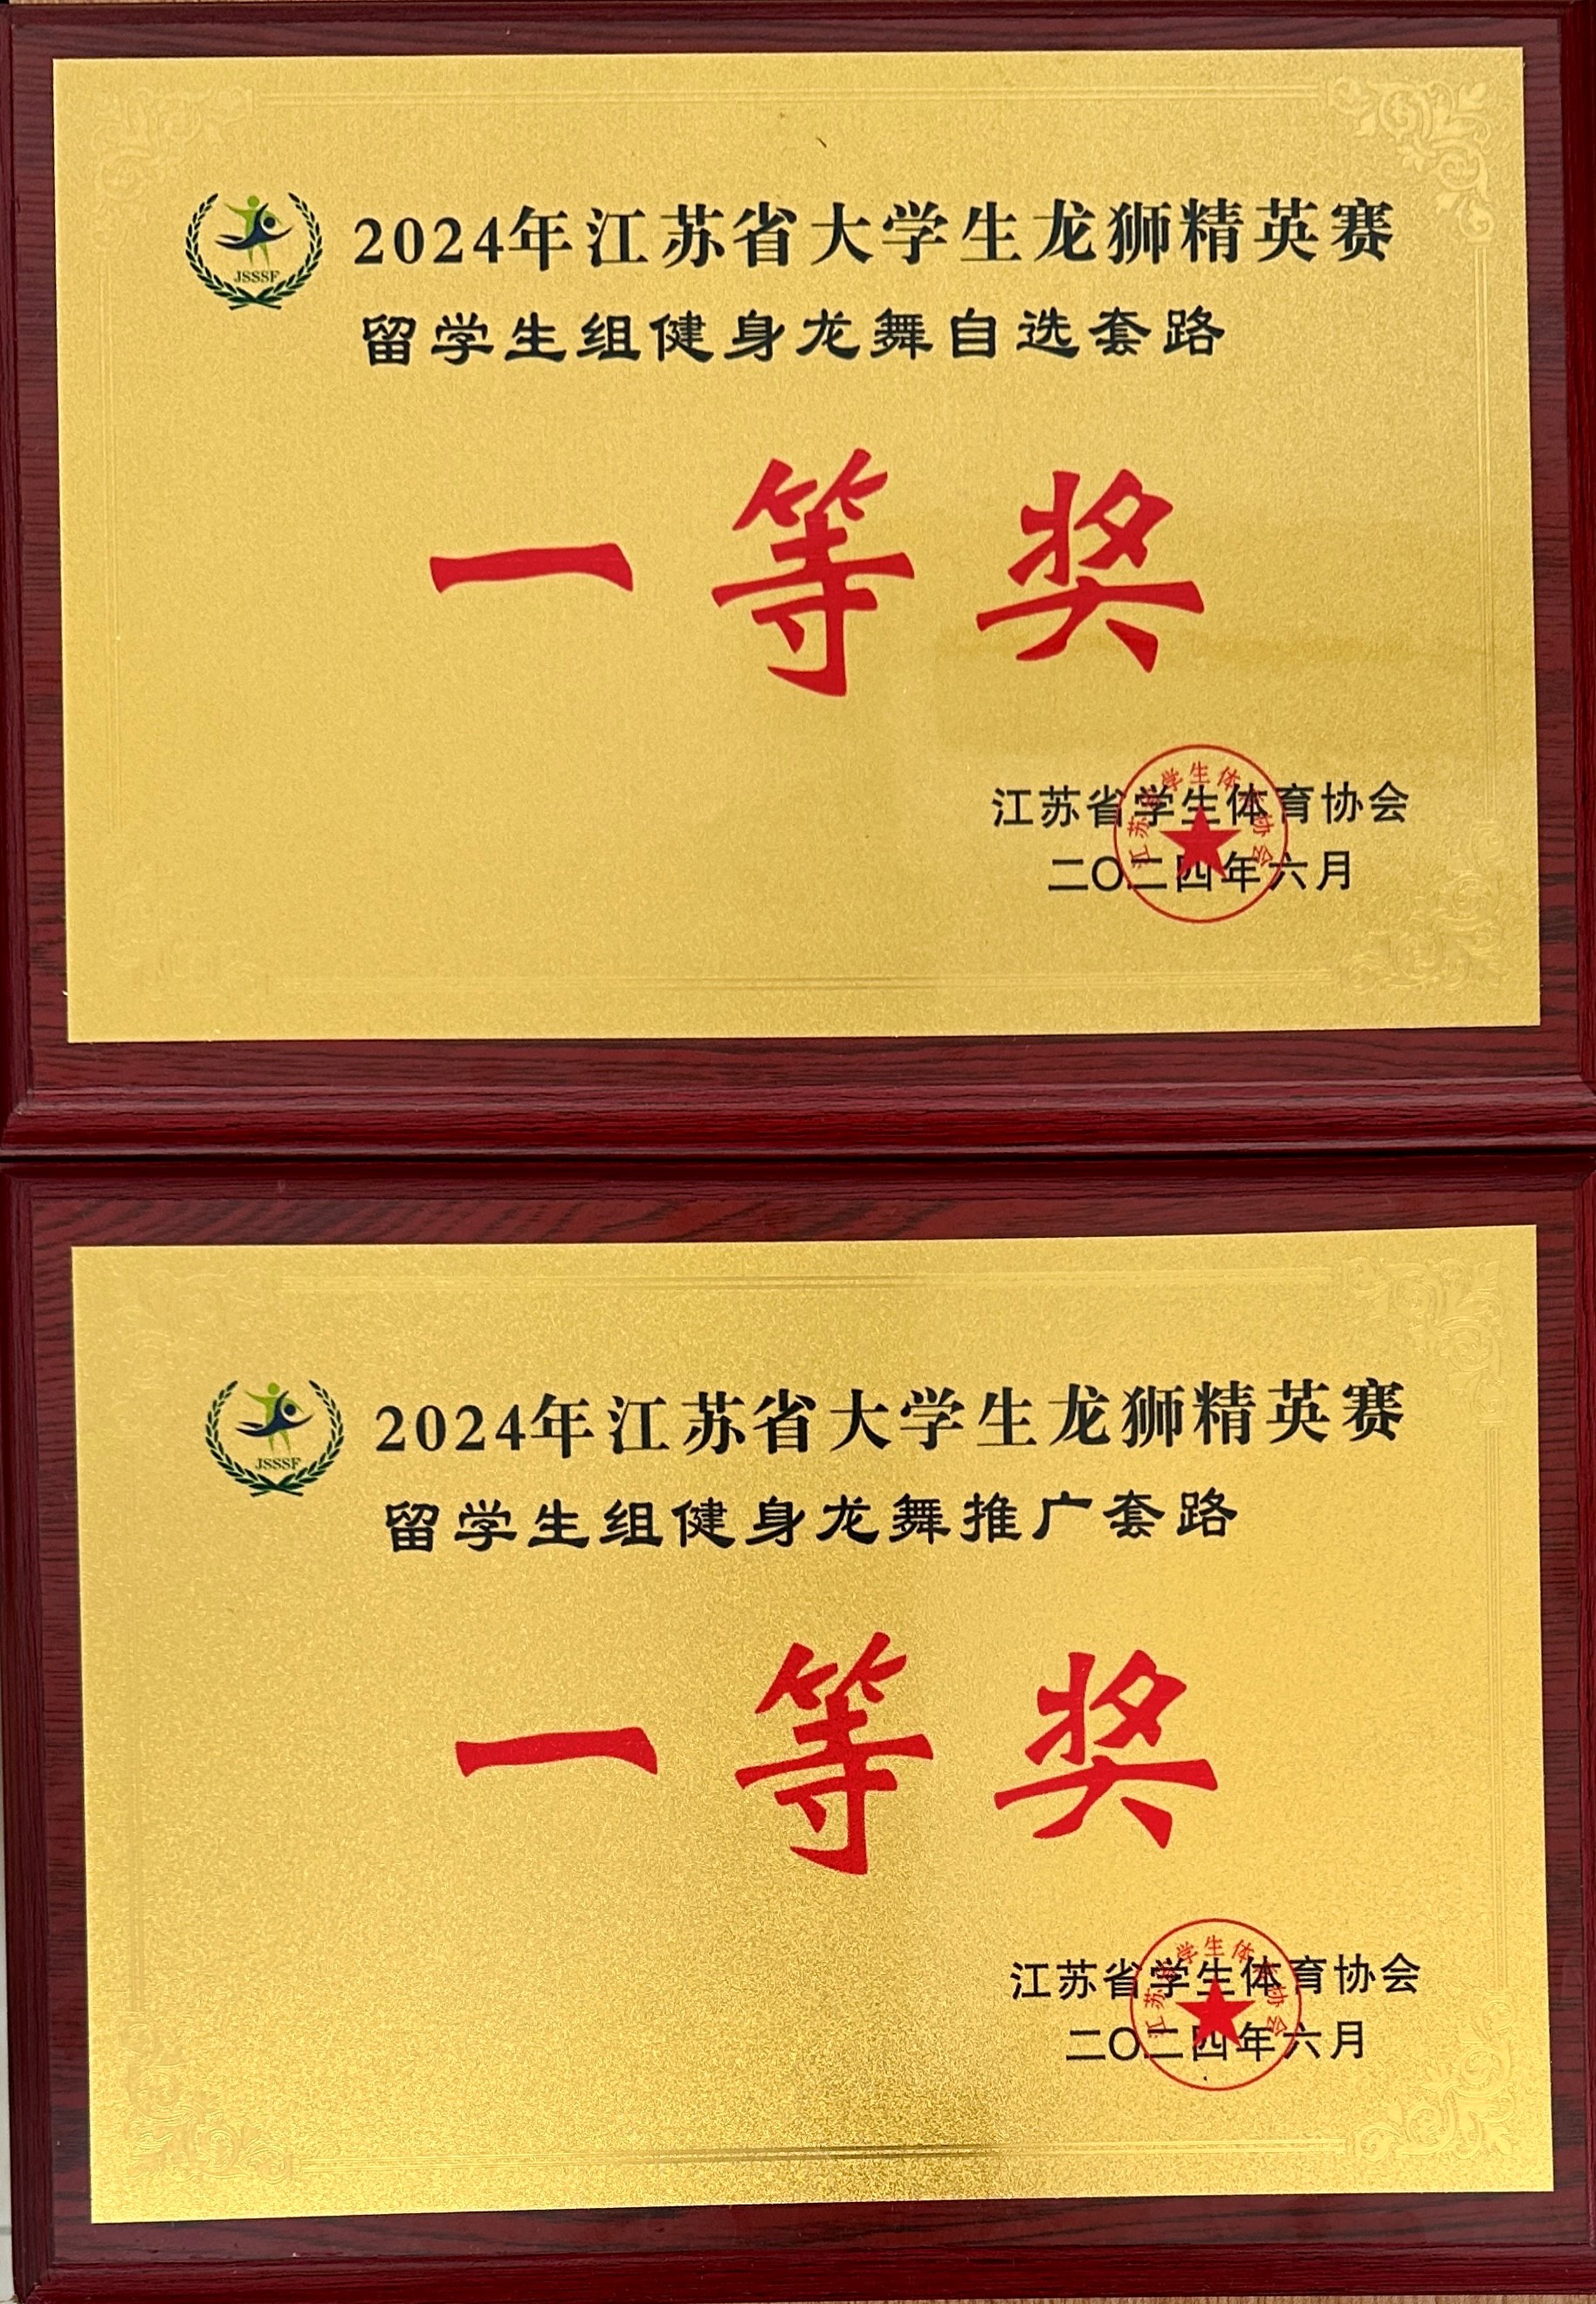 JSSSF
2024年江苏省大学生龙狮精英赛
留学生组健身龙舞自选套路
一等奖
江苏省学生体育协会
二〇二四年六月
JSSSF
2024年江苏省大学生龙狮精英赛
留学生组健身龙舞推广套路
一等奖
江苏省学生体育协会
二〇二四年六月